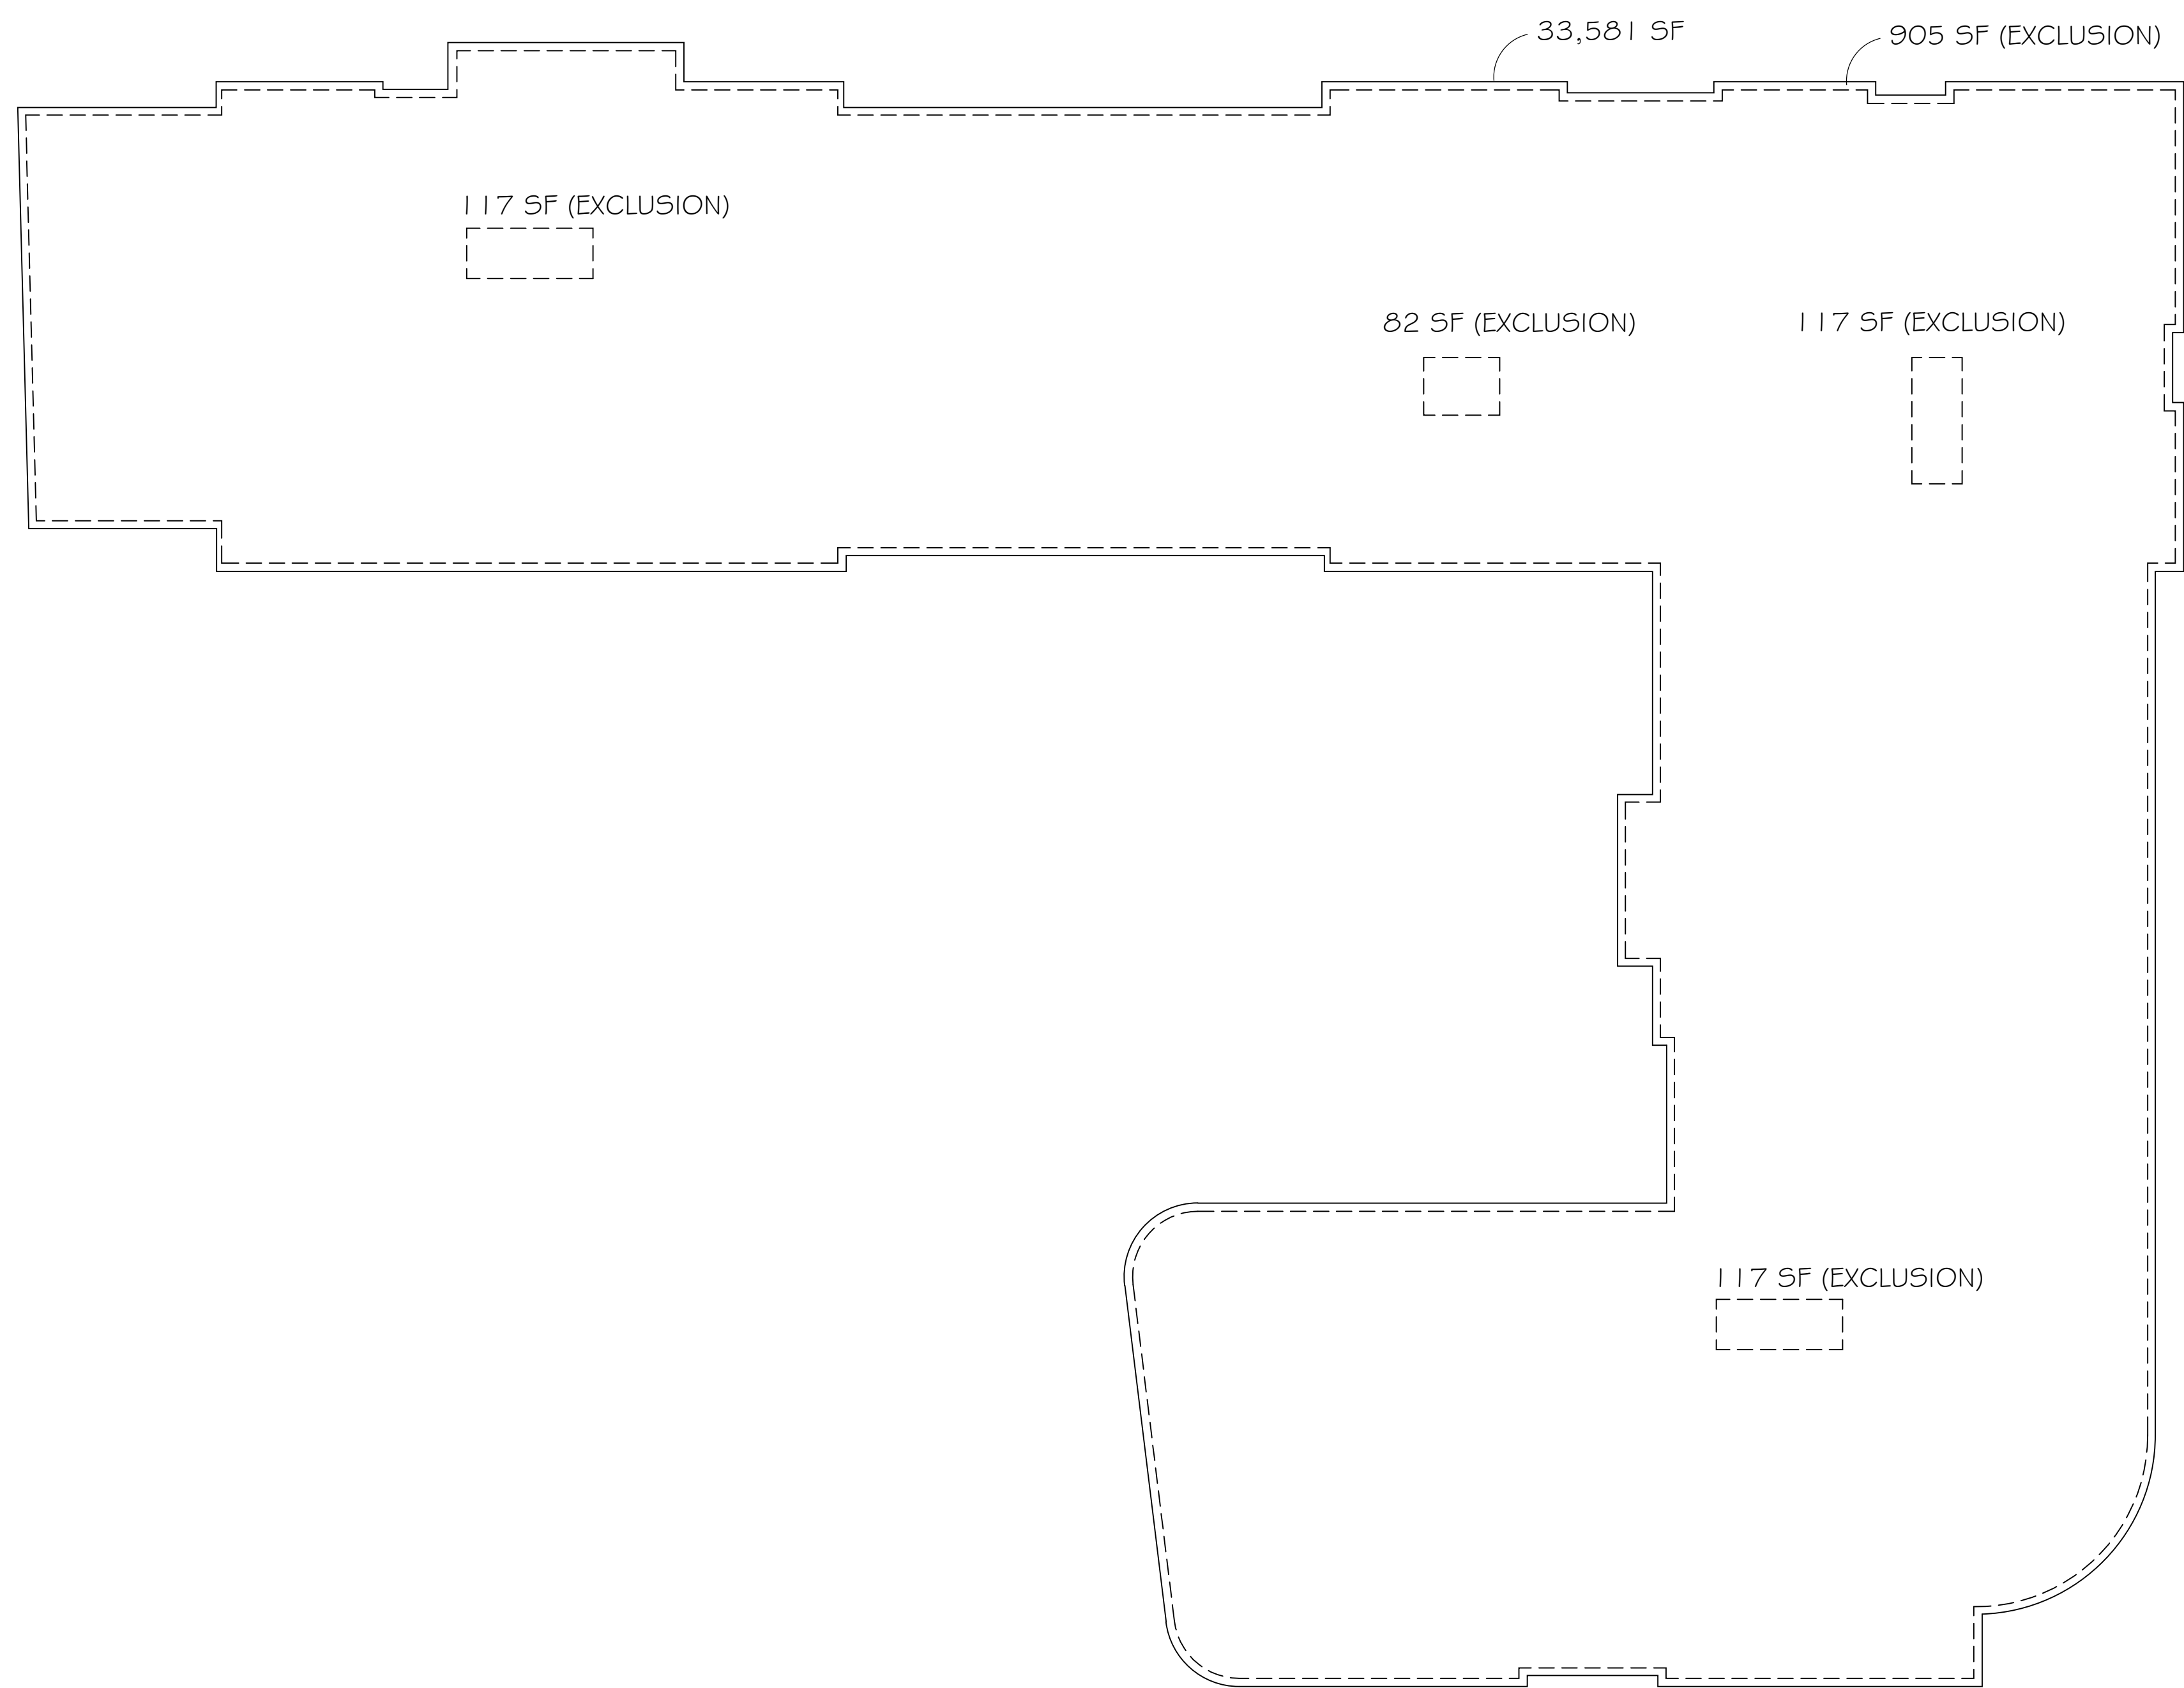 33,581 SF
905 SF (EXCLUSION)
117 SF (EXCLUSION)
82 SF (EXCLUSION)
117 SF (EXCLUSION)
117 SF (EXCLUSION)